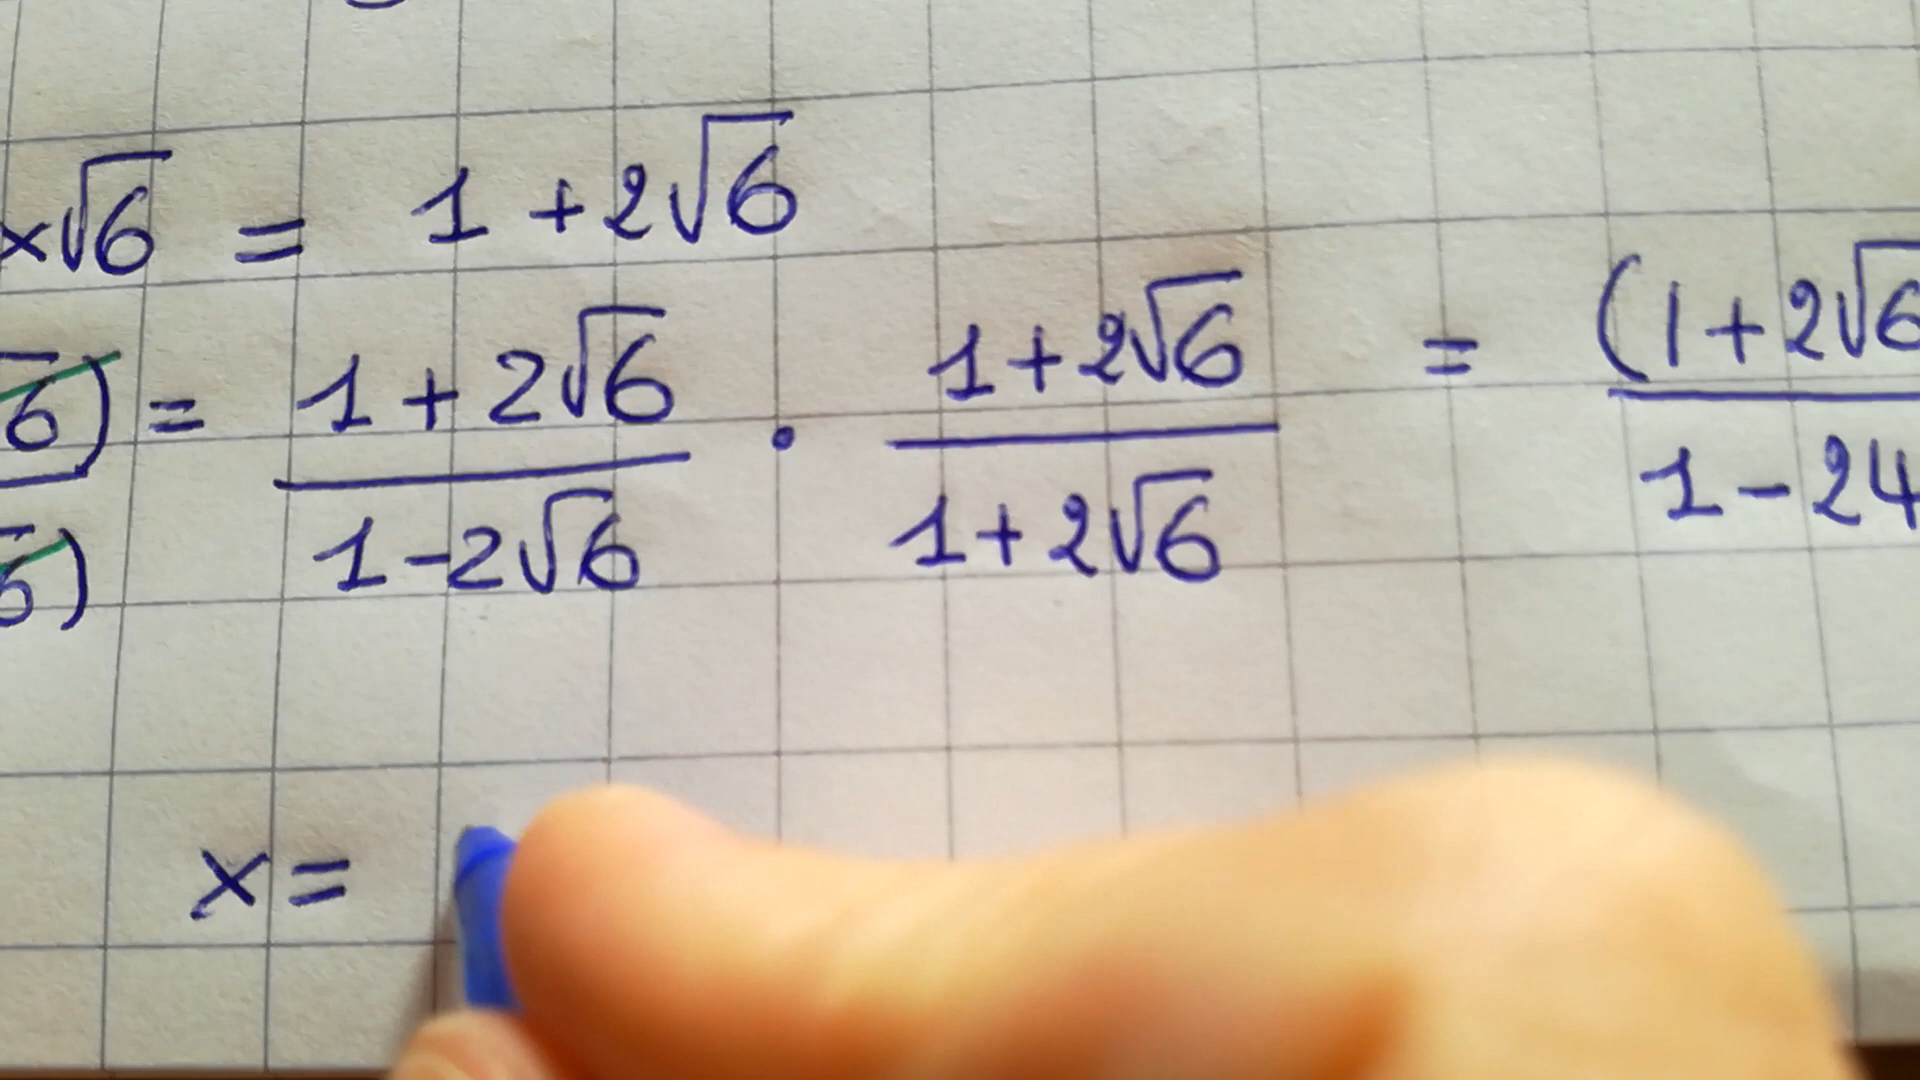 x√6 = 1 + 2√6
√6) = (1 + 2√6)/(1 - 2√6) · (1 + 2√6)/(1 + 2√6) = (1 + 2√6/(1 - 24
x =